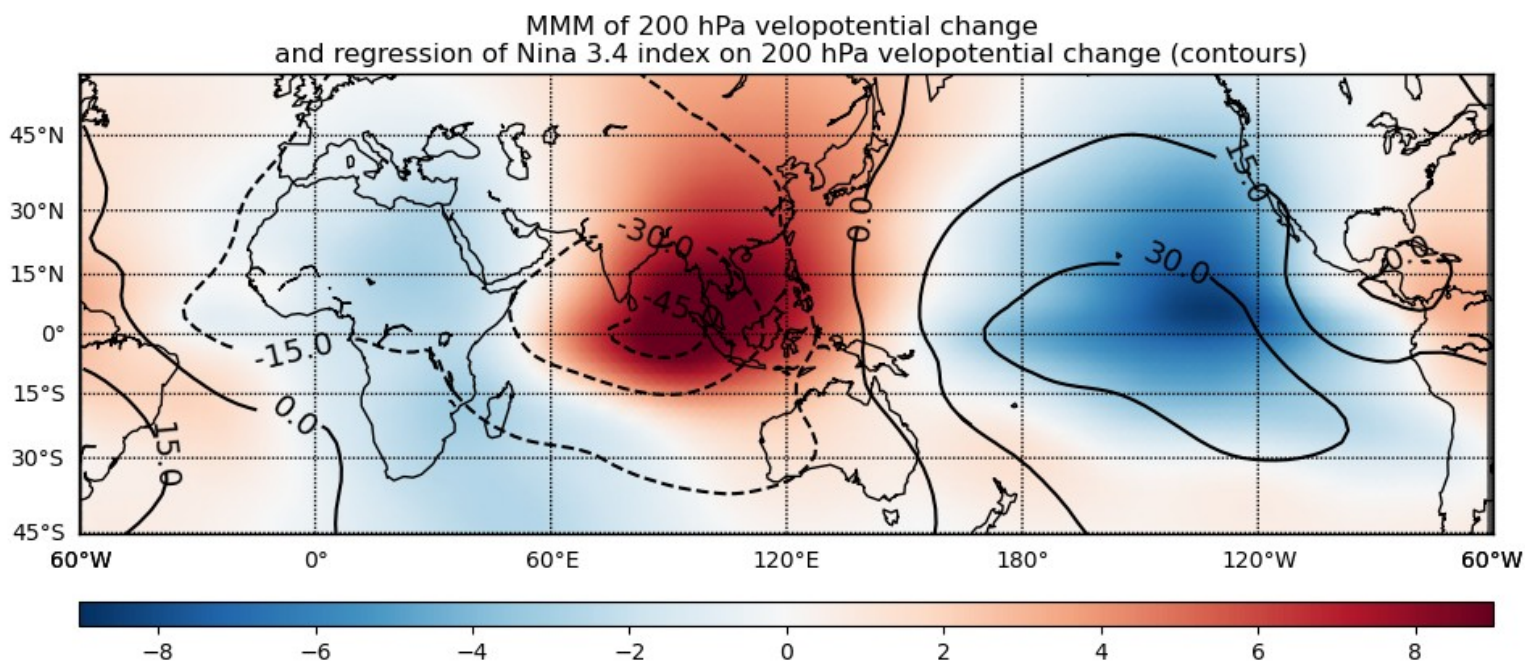 MMM of 200 hPa velopotential change
and regression of Nina 3.4 index on 200 hPa velopotential change (contours)
45°N
30°N
15°N
0°
15°S
30°S
45°S
-30.0
-45.0
-15.0
0.0
15.0
0.0
30.0
15.0
0.0
60°W
0°
60°E
120°E
180°
120°W
60°W
−8
−6
−4
−2
0
2
4
6
8